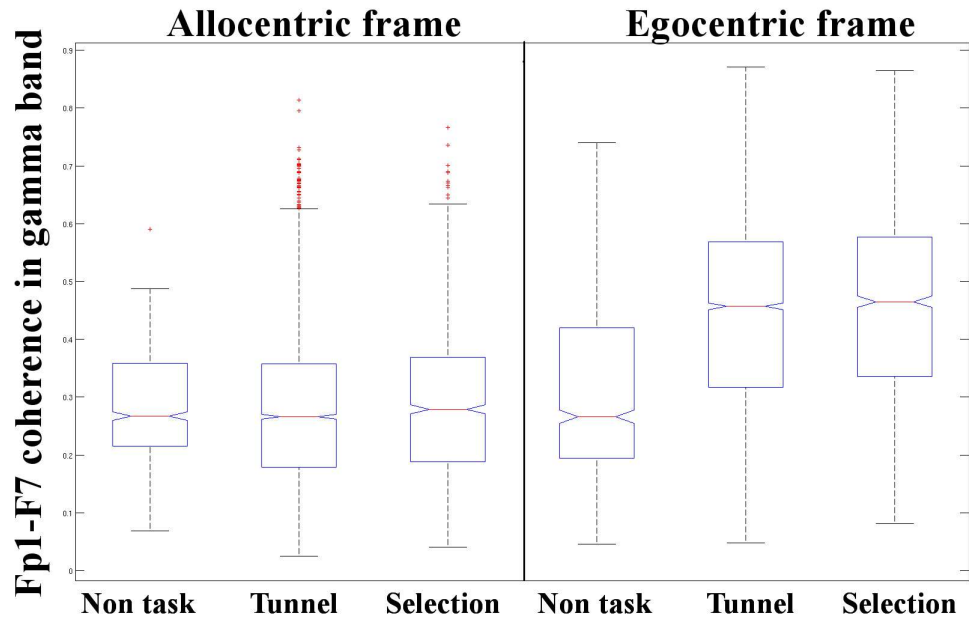 Allocentric frame
Egocentric frame
Fp1-F7 coherence in gamma band
0.9
0.8
0.7
0.6
0.5
0.4
0.3
0.2
0.1
0
Non task
Tunnel
Selection
Non task
Tunnel
Selection